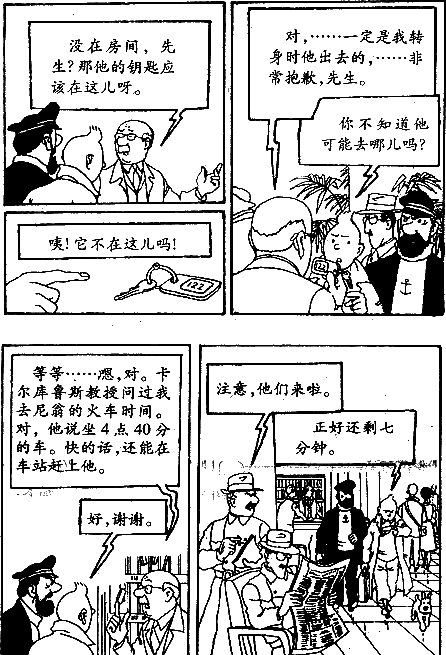 没在房间，先
生？那他的钥匙应
该在这儿呀。
咦！它不在这儿吗！
122
对，………一定是我转
身时他出去的，……非
常抱歉，先生。
你不知道他
可能去哪儿吗？
122
等等……嗯，对。卡
尔库鲁斯教授问过我
去尼翁的火车时间。
对，他说坐4点40分
的车。快的话，还能在
车站赶上他。
好，谢谢。
注意，他们来啦。
正好还剩七
分钟。